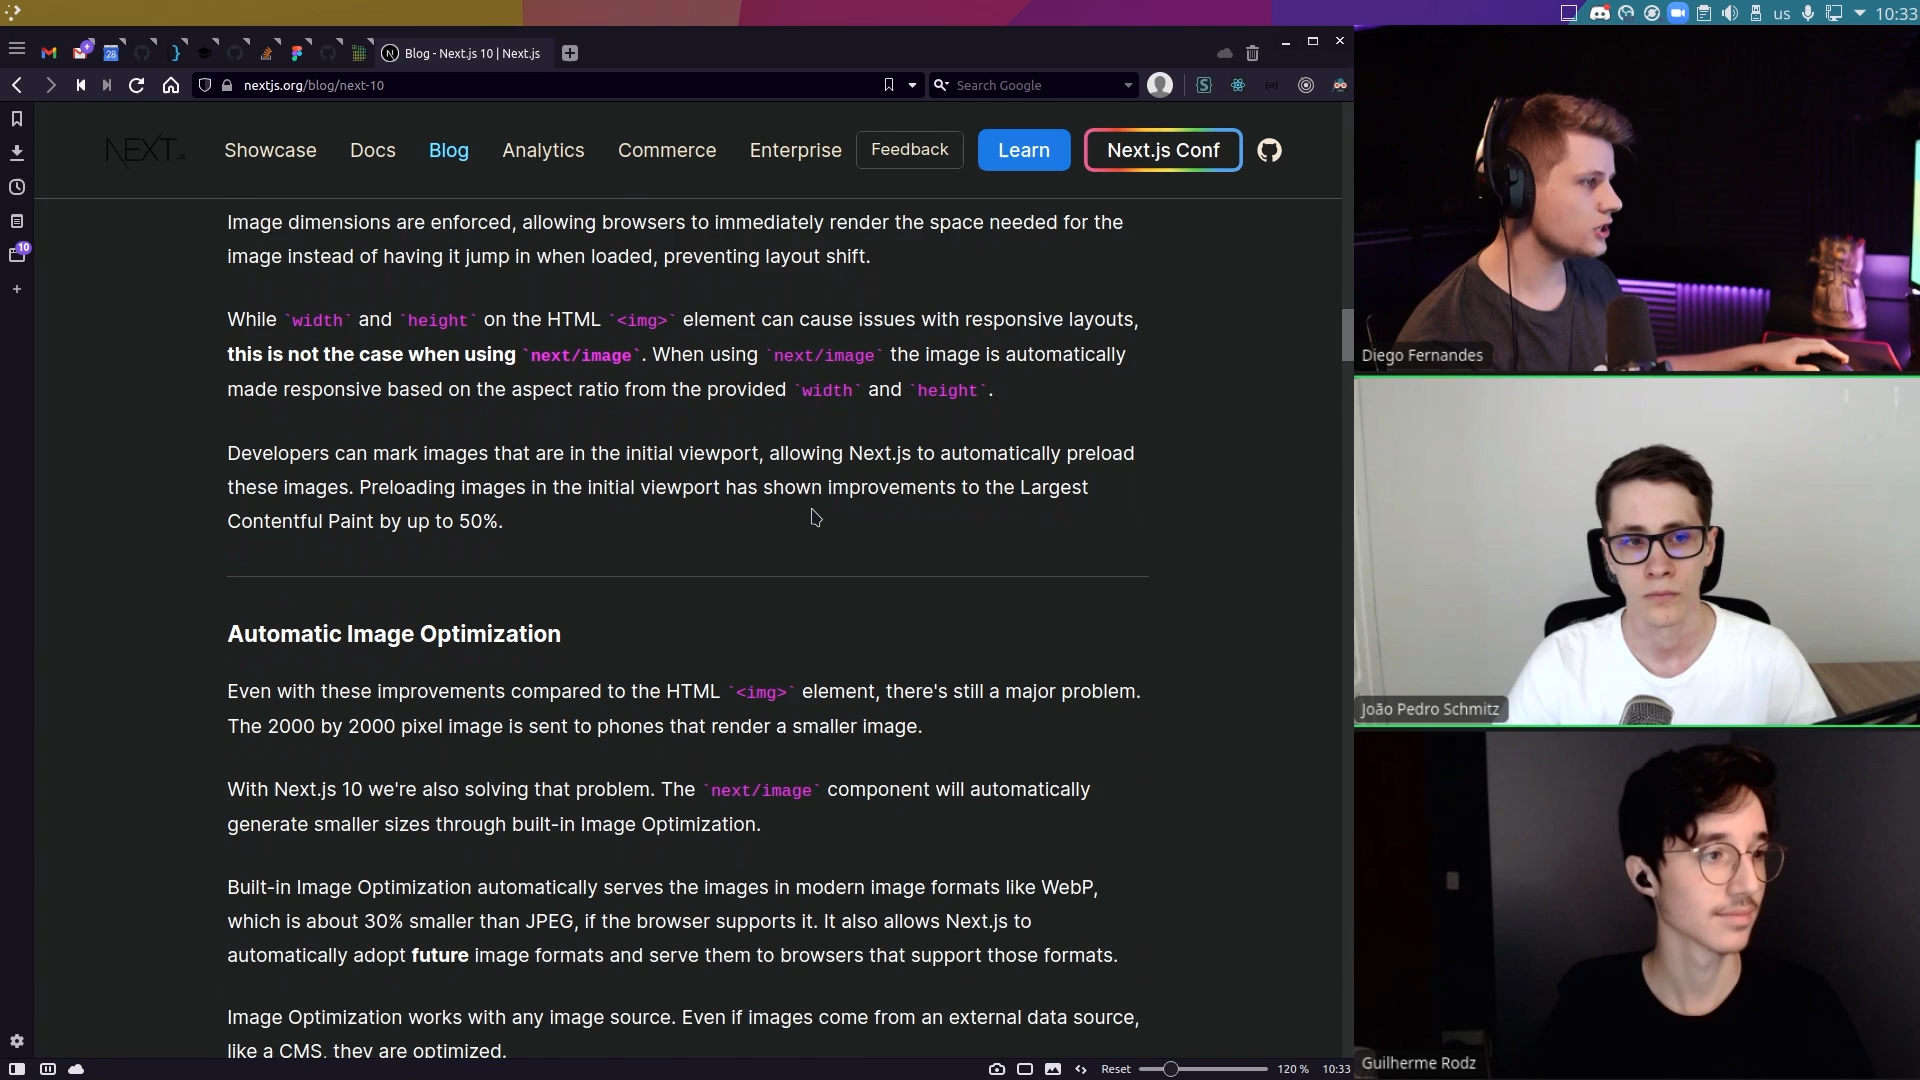 us
10:33
28
Blog - Next.js 10 | Next.js
nextjs.org/blog/next-10
Search Google
NEXT.JS
Showcase
Docs
Blog
Analytics
Commerce
Enterprise
Feedback
Learn
Next.js Conf
10
Image dimensions are enforced, allowing browsers to immediately render the space needed for the
image instead of having it jump in when loaded, preventing layout shift.
While `width` and `height` on the HTML `<img>` element can cause issues with responsive layouts,
this is not the case when using `next/image`. When using `next/image` the image is automatically
made responsive based on the aspect ratio from the provided `width` and `height`.
Developers can mark images that are in the initial viewport, allowing Next.js to automatically preload
these images. Preloading images in the initial viewport has shown improvements to the Largest
Contentful Paint by up to 50%.
Automatic Image Optimization
Even with these improvements compared to the HTML `<img>` element, there's still a major problem.
The 2000 by 2000 pixel image is sent to phones that render a smaller image.
With Next.js 10 we're also solving that problem. The `next/image` component will automatically
generate smaller sizes through built-in Image Optimization.
Built-in Image Optimization automatically serves the images in modern image formats like WebP,
which is about 30% smaller than JPEG, if the browser supports it. It also allows Next.js to
automatically adopt future image formats and serve them to browsers that support those formats.
Image Optimization works with any image source. Even if images come from an external data source,
like a CMS, they are optimized.
Reset
120 %
10:33
Diego Fernandes
João Pedro Schmitz
Guilherme Rodz